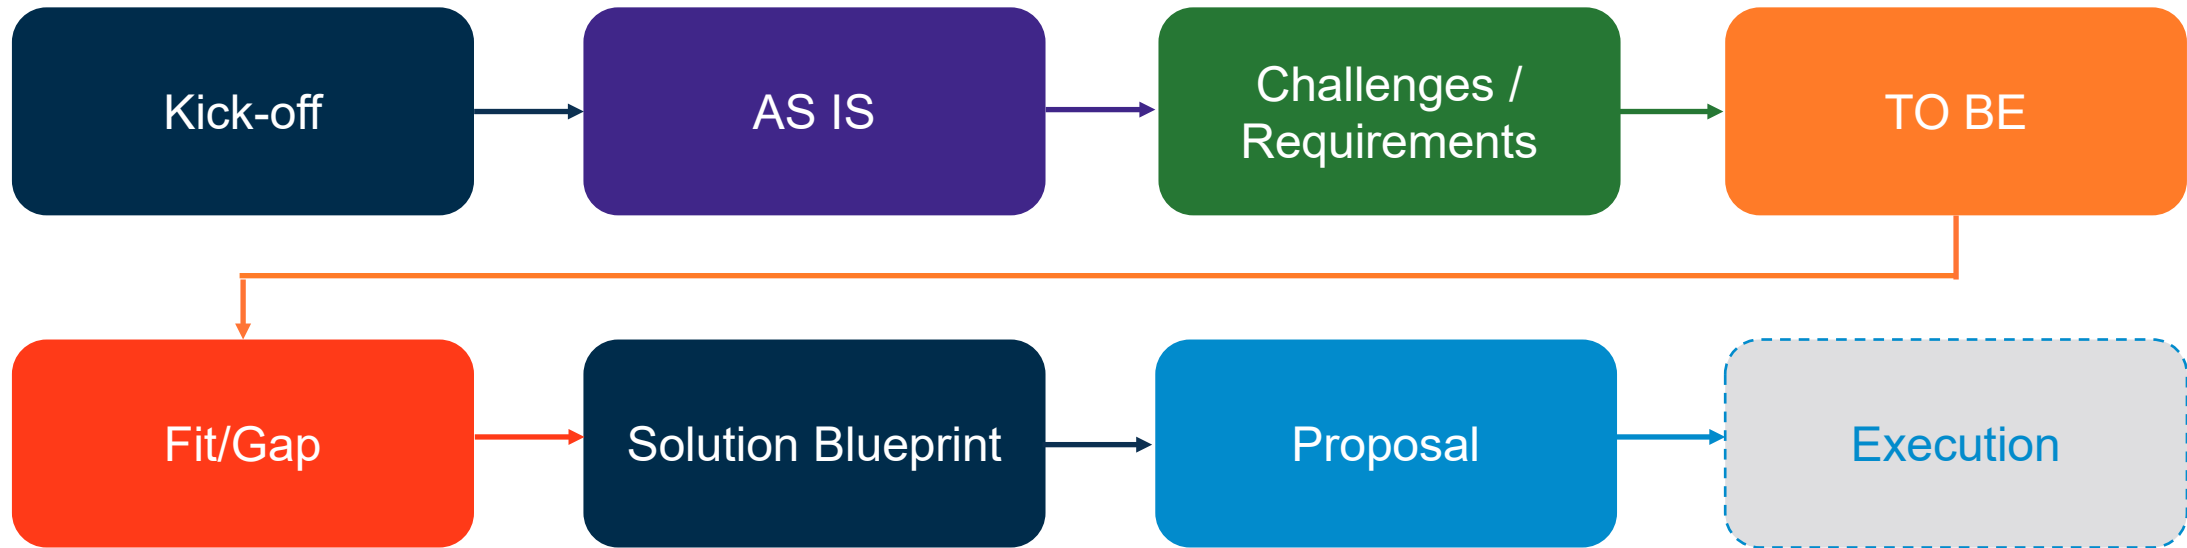 Kick-off
AS IS
Challenges /
Requirements
TO BE
Fit/Gap
Solution Blueprint
Proposal
Execution